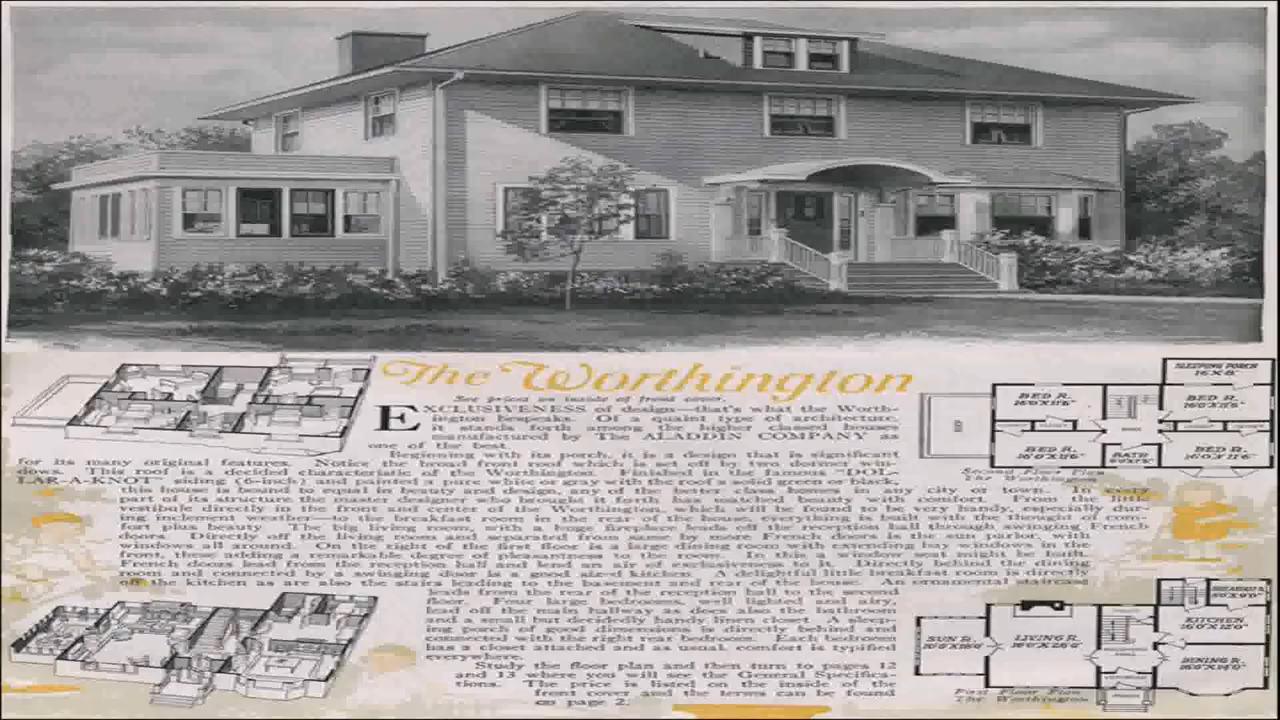 The Worthington
See prices on inside of front cover.
EXCLUSIVENESS of design—that's what the Worth-
ington bespeaks. Of a quaint type of architecture,
it stands forth among the higher classed houses
manufactured by The ALADDIN COMPANY as
one of the best.
Beginning with its porch, it is a design that is significant
for its many original features. Notice the broad front roof which is set off by two dormer win-
dows. This roof is a decided characteristic of the Worthington. Finished in the famous "DOL-
LAR-A-KNOT" siding (6-inch) and painted a pure white or gray with the roof a solid green or black,
this house is bound to equal in beauty and design, any of the better class homes in any city or town. In every
part of its structure the master designer who brought it forth has matched beauty with comfort. From the little
vestibule directly in the front and center of the Worthington, which will be found to be very handy, especially dur-
ing inclement weather—to the breakfast room in the rear of the house, everything is built with the thought of com-
fort plus beauty. The big living room, with a large fireplace leads off the reception hall through swinging French
doors. Directly off the living room and separated from same by more French doors is the sun parlor, with
windows all around. On the right of the first floor is a large dining room with extending bay windows in the
front, these adding a remarkable degree of pleasantness to the room. In this a windows seat might be built.
French doors lead from the reception hall and lend an air of exclusiveness to it. Directly behind the dining
room and connected by a swinging door is a good sized kitchen. A delightful little breakfast room is directly
off the kitchen as are also the stairs leading to the basement and rear of the house. An ornamental staircase
leads from the rear of the reception hall to the second
floor. Four large bedrooms, well lighted and airy,
lead off the main hallway as does also the bathroom
and a small but decidedly handy linen closet. A sleep-
ing porch of good dimensions is directly behind and
connected with the right rear bedroom. Each bedroom
has a closet attached and as usual, comfort is typified
everywhere.
Study the floor plan and then turn to pages 12
and 13 where you will see the General Specifica-
tions. The price is listed on the inside of the
front cover and the terms can be found
on page 2.
SLEEPING PORCH
BED R.
BED R.
BED R.
BATH
BED R.
Second Floor Plan
The Worthington
KITCHEN
SUN R.
LIVING R.
DINING R.
First Floor Plan
The Worthington